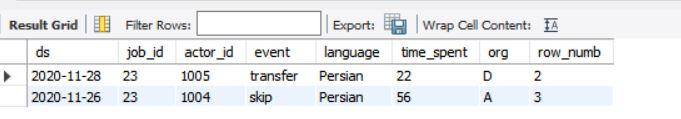 Result Grid Filter Rows: Export: Wrap Cell Content: IA
ds job_id actor_id event language time_spent org row_numb
2020-11-28 23 1005 transfer Persian 22 D 2
2020-11-26 23 1004 skip Persian 56 A 3